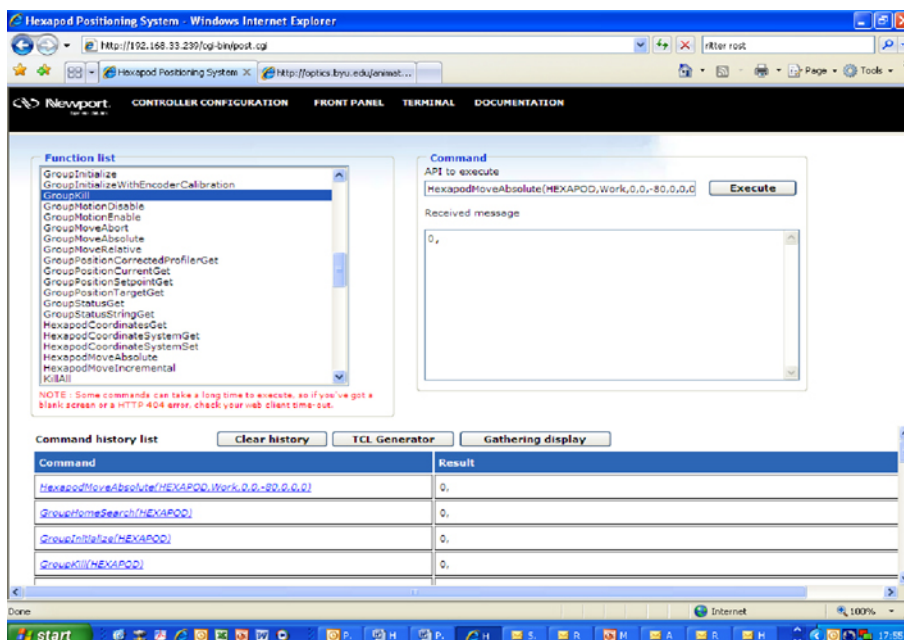 Hexapod Positioning System - Windows Internet Explorer
http://192.168.33.239/cgi-bin/post.cgi
ritter rost
Hexapod Positioning System
http://optics.byu.edu/animat...
Page
Tools
Newport.
CONTROLLER CONFIGURATION FRONT PANEL TERMINAL DOCUMENTATION
Function list
GroupInitialize
GroupInitializeWithEncoderCalibration
GroupKill
GroupMotionDisable
GroupMotionEnable
GroupMoveAbort
GroupMoveAbsolute
GroupMoveRelative
GroupPositionCorrectedProfilerGet
GroupPositionCurrentGet
GroupPositionSetpointGet
GroupPositionTargetGet
GroupStatusGet
GroupStatusStringGet
HexapodCoordinatesGet
HexapodCoordinateSystemGet
HexapodCoordinateSystemSet
HexapodMoveAbsolute
HexapodMoveIncremental
KillAll
NOTE : Some commands can take a long time to execute, so if you've got a
blank screen or a HTTP 404 error, check your web client time-out.
Command
API to execute
HexapodMoveAbsolute(HEXAPOD,Work,0,0,-80,0,0,0
Execute
Received message
0,
Command history list
Clear history
TCL Generator
Gathering display
Command Result
HexapodMoveAbsolute(HEXAPOD,Work,0,0,-80,0,0,0) 0,
GroupHomeSearch(HEXAPOD) 0,
GroupInitialize(HEXAPOD) 0,
GroupKill(HEXAPOD) 0,
Done
Internet
100%
start
P.
H
P.
H
S.
R
M
A
R
H
17:55